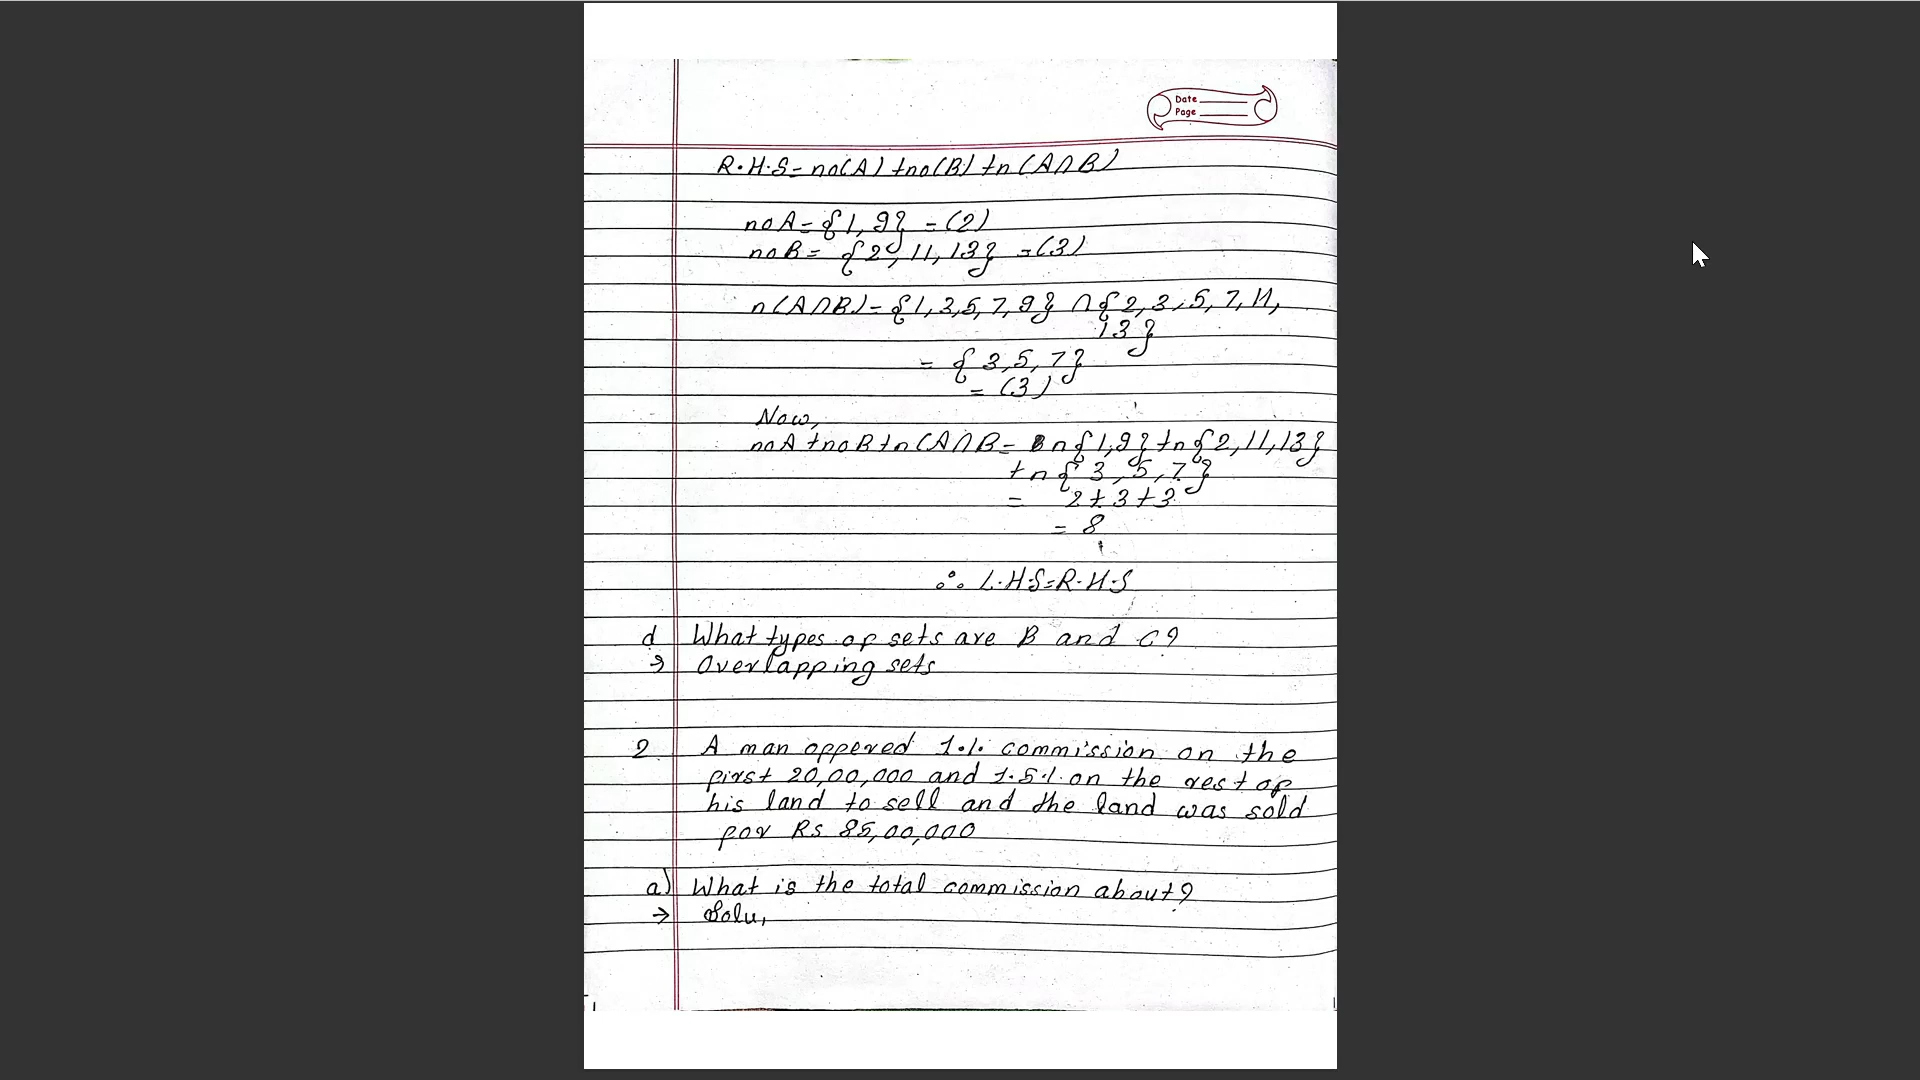 Date
Page
R.H.S = no(A) + no(B) + n(A∩B)
noA = {1, 9} = (2)
noB = {2, 11, 13} = (3)
n(A∩B) = {1, 3, 5, 7, 9} ∩ {2, 3, 5, 7, 11,
13}
= {3, 5, 7}
= (3)
Now,
noA + noB + n(A∩B = n{1, 9} + n{2, 11, 13}
+ n{3, 5, 7}
= 2 + 3 + 3
= 8
∴ L.H.S = R.H.S
d What types of sets are B and C?
→ Overlapping sets
2 A man offered 1% commission on the
first 20,00,000 and 1.5% on the rest of
his land to sell and the land was sold
for Rs 85,00,000
a) What is the total commission about?
→ Solu,